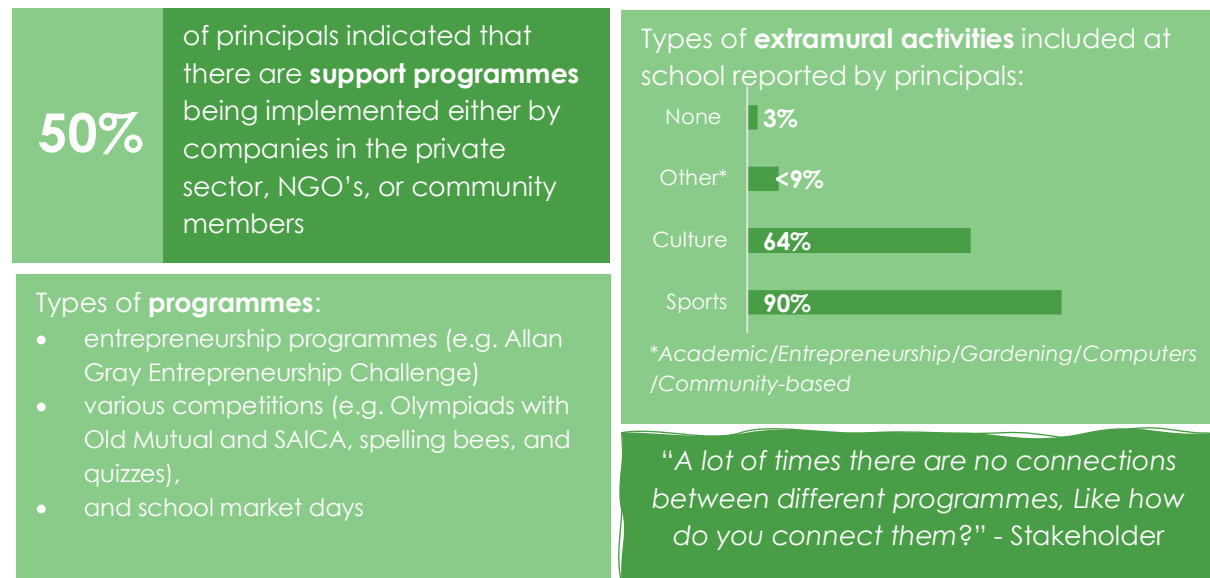 50%
of principals indicated that
there are support programmes
being implemented either by
companies in the private
sector, NGO’s, or community
members
Types of programmes:
• entrepreneurship programmes (e.g. Allan
Gray Entrepreneurship Challenge)
• various competitions (e.g. Olympiads with
Old Mutual and SAICA, spelling bees, and
quizzes),
• and school market days
Types of extramural activities included at
school reported by principals:
None 3%
Other* <9%
Culture 64%
Sports 90%
*Academic/Entrepreneurship/Gardening/Computers
/Community-based
“A lot of times there are no connections
between different programmes, Like how
do you connect them?” - Stakeholder